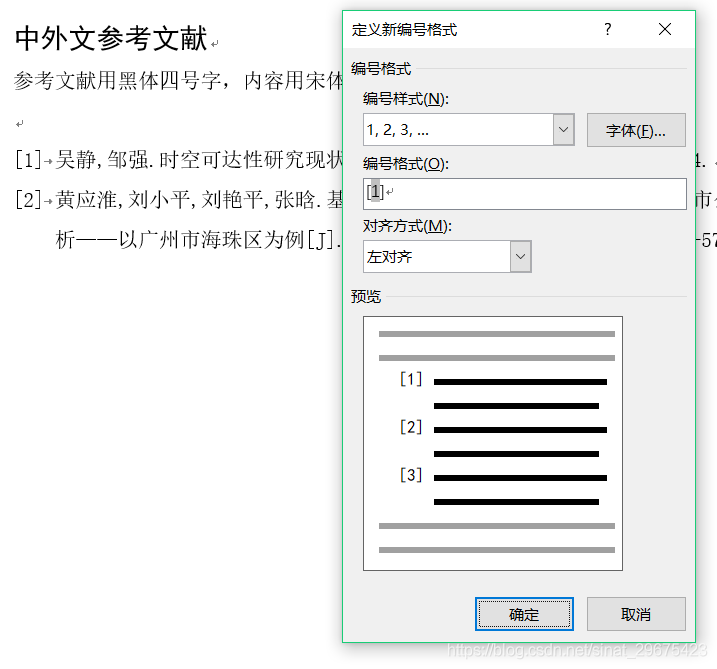 中外文参考文献
参考文献用黑体四号字，内容用宋体
[1] 吴静,邹强.时空可达性研究现状
4.
[2] 黄应淮,刘小平,刘艳平,张晗.基
市
析——以广州市海珠区为例[J].
-57
定义新编号格式
编号格式
编号样式(N):
1, 2, 3, ...
字体(F)...
编号格式(O):
[1]
对齐方式(M):
左对齐
预览
[1]
[2]
[3]
确定
取消
https://blog.csdn.net/sinat_29675423